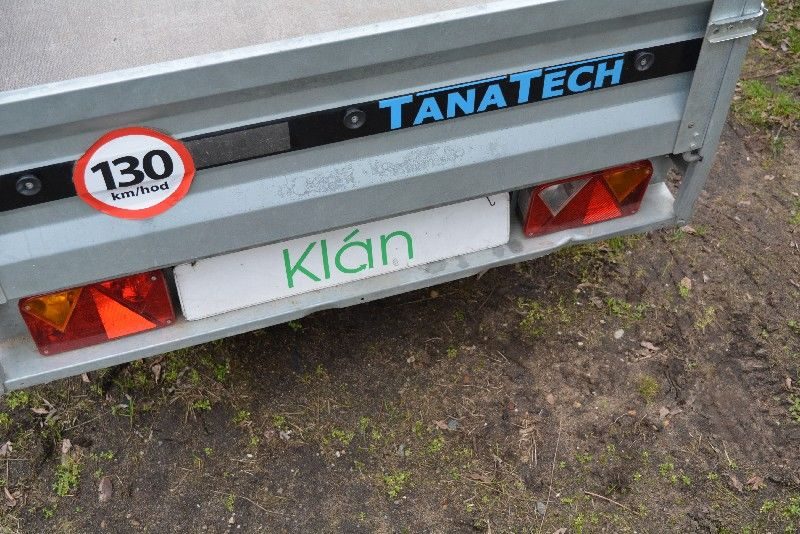 TANATECH
130
km/hod
Klán